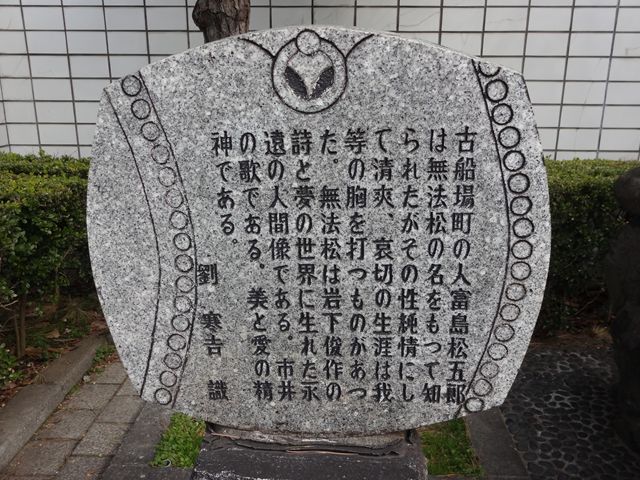 古船場町の人富島松五郎
は無法松の名をもつて知
られたがその性純情にし
て清爽、哀切の生涯は我
等の胸を打つものがあつ
た。無法松は岩下俊作の
詩と夢の世界に生れた永
遠の人間像である。市井
の歌である。美と愛の精
神である。
劉寒吉 識